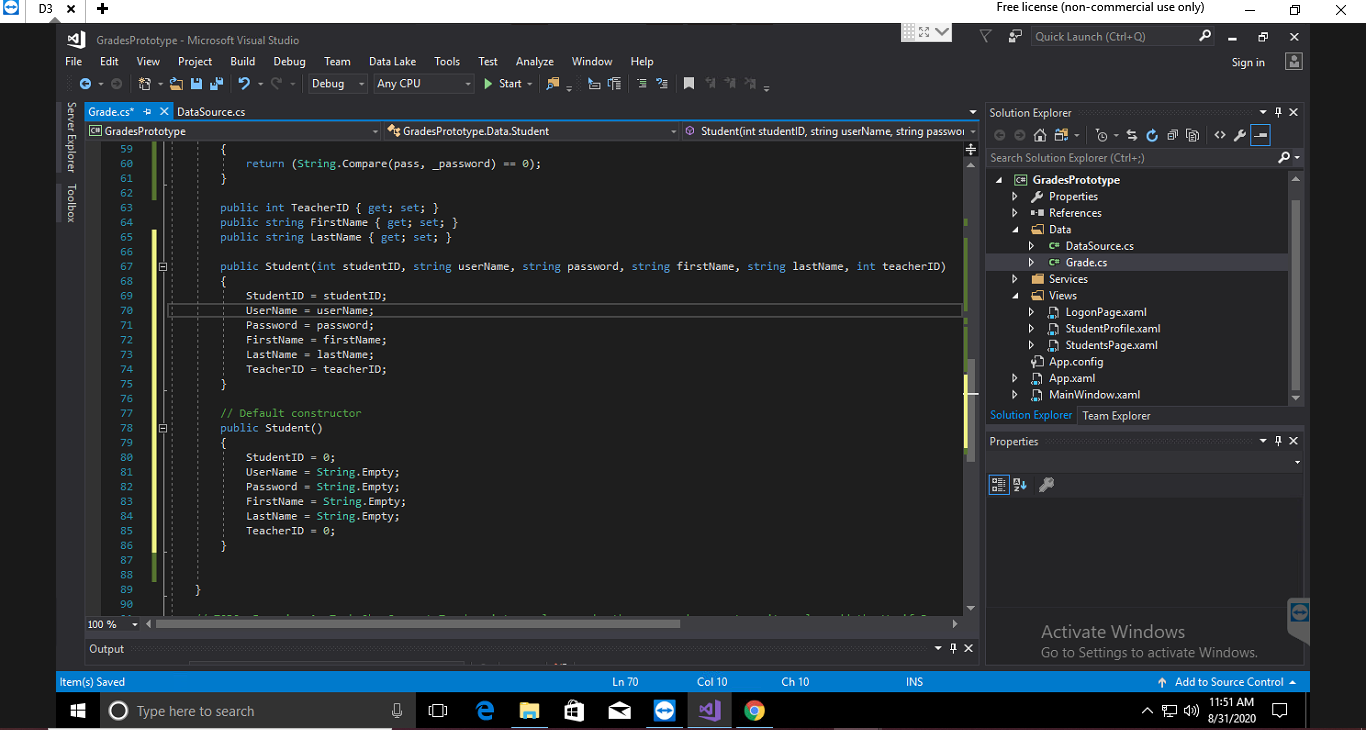 D3
Free license (non-commercial use only)
GradesPrototype - Microsoft Visual Studio
Quick Launch (Ctrl+Q)
File Edit View Project Build Debug Team Data Lake Tools Test Analyze Window Help
Sign in
Debug Any CPU Start
Server Explorer
Toolbox
Grade.cs* DataSource.cs
GradesPrototype GradesPrototype.Data.Student Student(int studentID, string userName, string passwor
59 {
60 return (String.Compare(pass, _password) == 0);
61 }
62
63 public int TeacherID { get; set; }
64 public string FirstName { get; set; }
65 public string LastName { get; set; }
66
67 public Student(int studentID, string userName, string password, string firstName, string lastName, int teacherID)
68 {
69 StudentID = studentID;
70 UserName = userName;
71 Password = password;
72 FirstName = firstName;
73 LastName = lastName;
74 TeacherID = teacherID;
75 }
76
77 // Default constructor
78 public Student()
79 {
80 StudentID = 0;
81 UserName = String.Empty;
82 Password = String.Empty;
83 FirstName = String.Empty;
84 LastName = String.Empty;
85 TeacherID = 0;
86 }
87
88
89 }
90
100 %
Output
Solution Explorer
Search Solution Explorer (Ctrl+;)
GradesPrototype
Properties
References
Data
DataSource.cs
Grade.cs
Services
Views
LogonPage.xaml
StudentProfile.xaml
StudentsPage.xaml
App.config
App.xaml
MainWindow.xaml
Solution Explorer Team Explorer
Properties
Activate Windows
Go to Settings to activate Windows.
Item(s) Saved Ln 70 Col 10 Ch 10 INS Add to Source Control
Type here to search
11:51 AM
8/31/2020